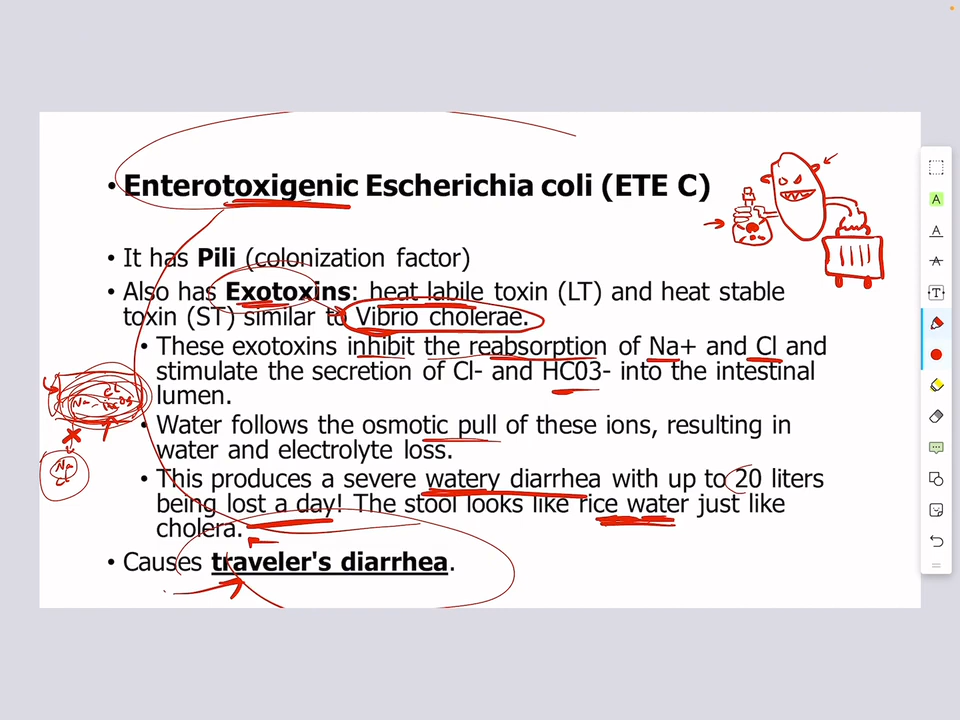 • Enterotoxigenic Escherichia coli (ETE C)
• It has Pili (colonization factor)
• Also has Exotoxins: heat labile toxin (LT) and heat stable
toxin (ST) similar to Vibrio cholerae.
• These exotoxins inhibit the reabsorption of Na+ and Cl and
stimulate the secretion of Cl- and HC03- into the intestinal
lumen.
• Water follows the osmotic pull of these ions, resulting in
water and electrolyte loss.
• This produces a severe watery diarrhea with up to 20 liters
being lost a day! The stool looks like rice water just like
cholera.
• Causes traveler's diarrhea.
Na
Cl
Na
Cl
A
A
A
T